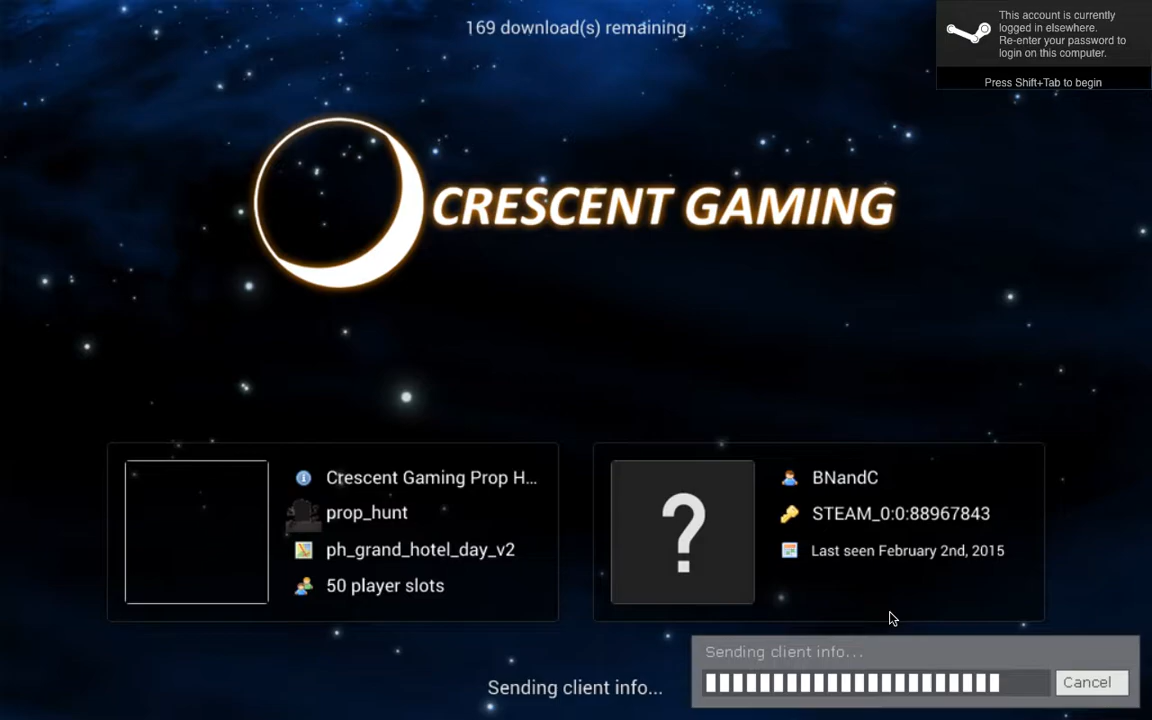 169 download(s) remaining
This account is currently
logged in elsewhere.
Re-enter your password to
login on this computer.
Press Shift+Tab to begin
CRESCENT GAMING
Crescent Gaming Prop H...
prop_hunt
ph_grand_hotel_day_v2
50 player slots
?
BNandC
STEAM_0:0:88967843
Last seen February 2nd, 2015
Sending client info...
Sending client info...
Cancel